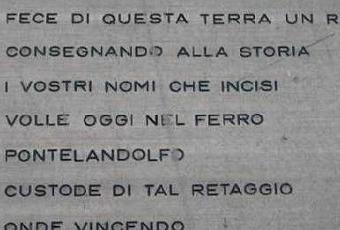 FECE DI QUESTA TERRA UN R
CONSEGNANDO ALLA STORIA
I VOSTRI NOMI CHE INCISI
VOLLE OGGI NEL FERRO
PONTELANDOLFO
CUSTODE DI TAL RETAGGIO
ONDE VINCENDO